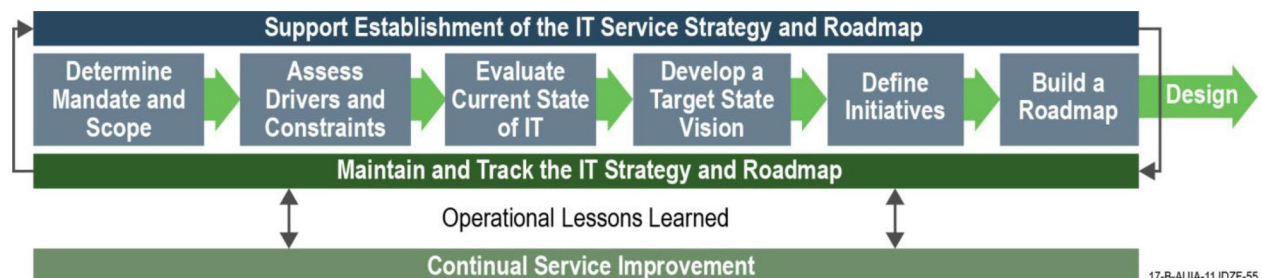 Support Establishment of the IT Service Strategy and Roadmap
Determine
Mandate and
Scope
Assess
Drivers and
Constraints
Evaluate
Current State
of IT
Develop a
Target State
Vision
Define
Initiatives
Build a
Roadmap
Design
Maintain and Track the IT Strategy and Roadmap
Operational Lessons Learned
Continual Service Improvement